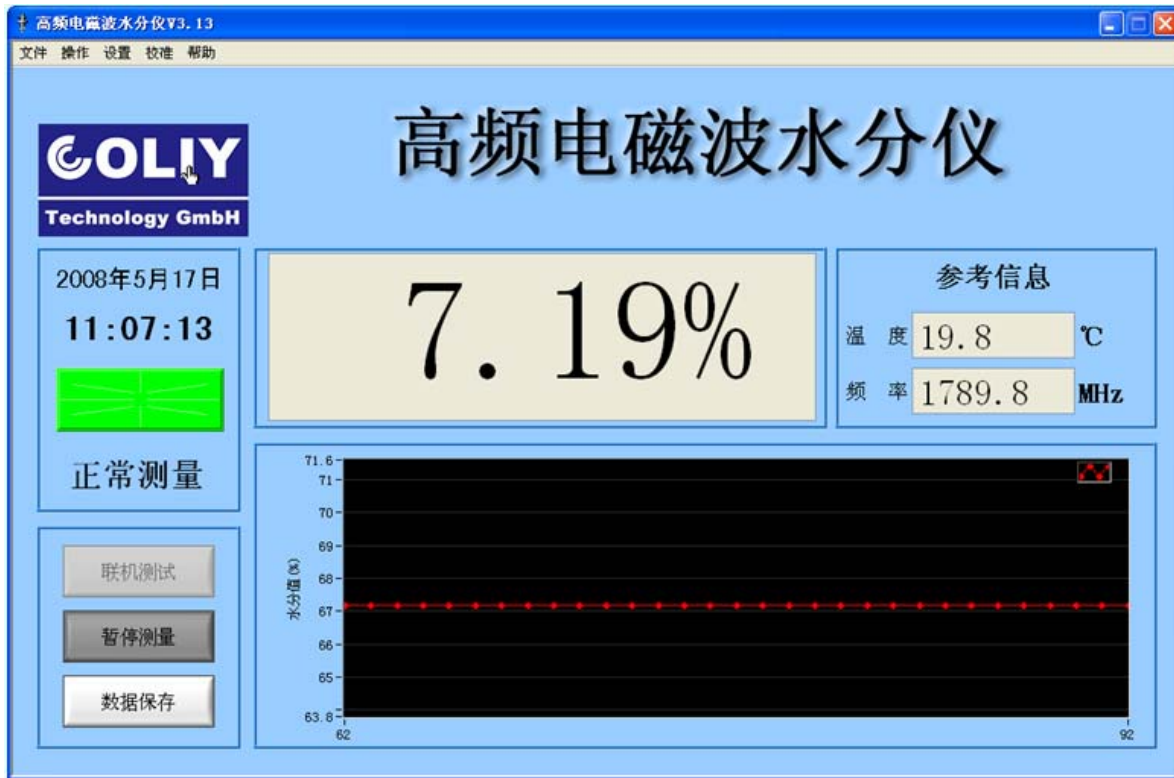 高频电磁波水分仪V3.13
文件 操作 设置 校准 帮助
COLIY
Technology GmbH
高频电磁波水分仪
2008年5月17日
11:07:13
正常测量
7.19%
参考信息
温 度 19.8 ℃
频 率 1789.8 MHz
联机测试
暂停测量
数据保存
水分值(%)
71.6
71
70
69
68
67
66
65
63.8
62 92